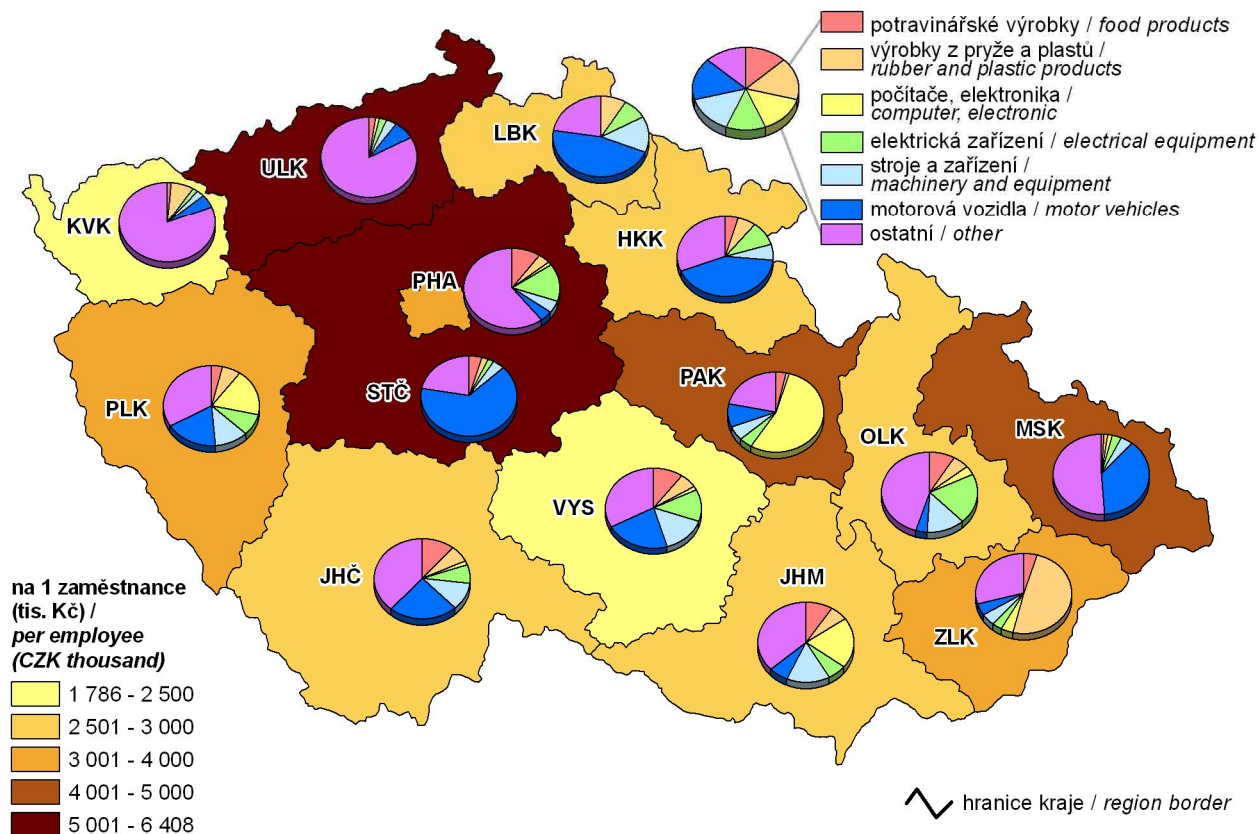 potravinářské výrobky / food products
výrobky z pryže a plastů /
rubber and plastic products
počítače, elektronika /
computer, electronic
elektrická zařízení / electrical equipment
stroje a zařízení /
machinery and equipment
motorová vozidla / motor vehicles
ostatní / other
LBK
ULK
KVK
HKK
PHA
STČ
PAK
PLK
OLK
MSK
VYS
JHČ
JHM
ZLK
na 1 zaměstnance
(tis. Kč) /
per employee
(CZK thousand)
1 786 - 2 500
2 501 - 3 000
3 001 - 4 000
4 001 - 5 000
5 001 - 6 408
hranice kraje / region border